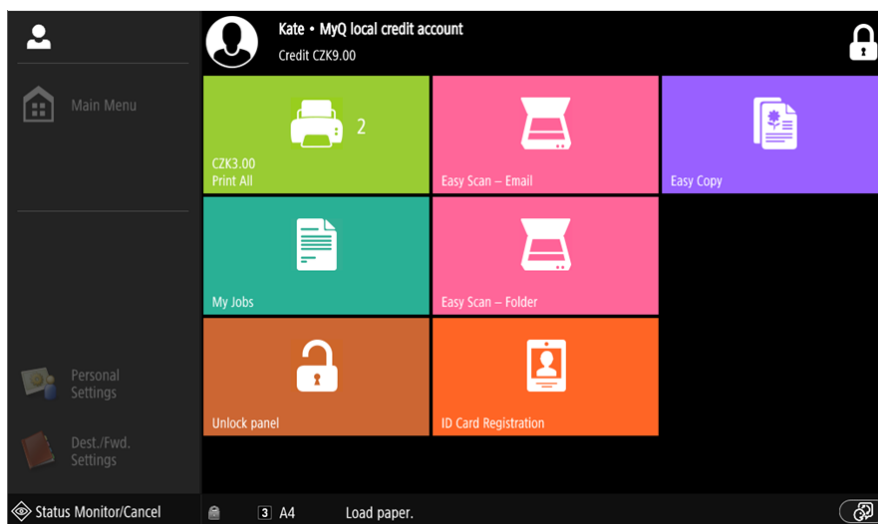 Kate • MyQ local credit account
Credit CZK9.00
Main Menu
2
CZK3.00
Print All
Easy Scan – Email
Easy Copy
My Jobs
Easy Scan – Folder
Personal
Settings
Unlock panel
ID Card Registration
Dest./Fwd.
Settings
Status Monitor/Cancel
3 A4 Load paper.